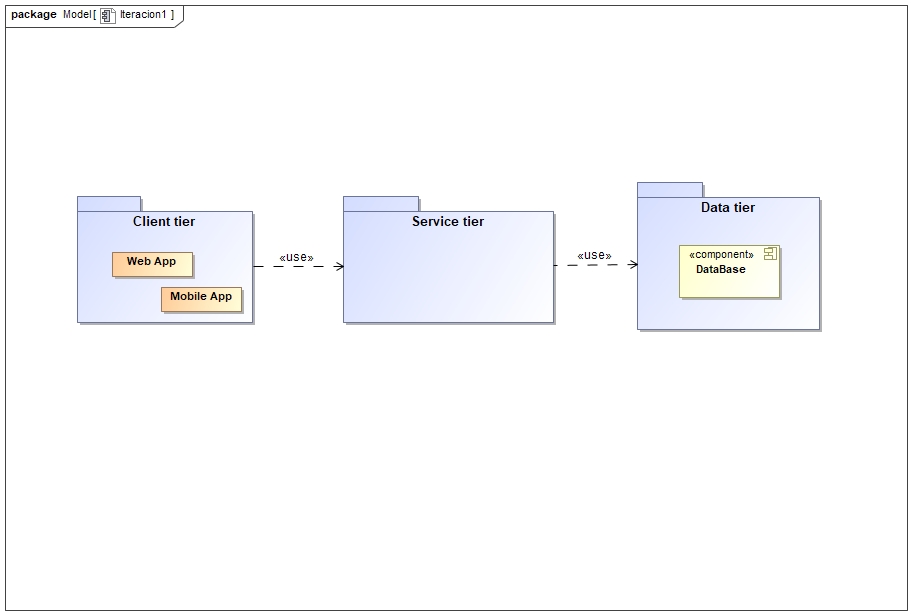 package Model[ Iteracion1 ]
Client tier
Web App
Mobile App
«use»
Service tier
«use»
Data tier
«component»
DataBase